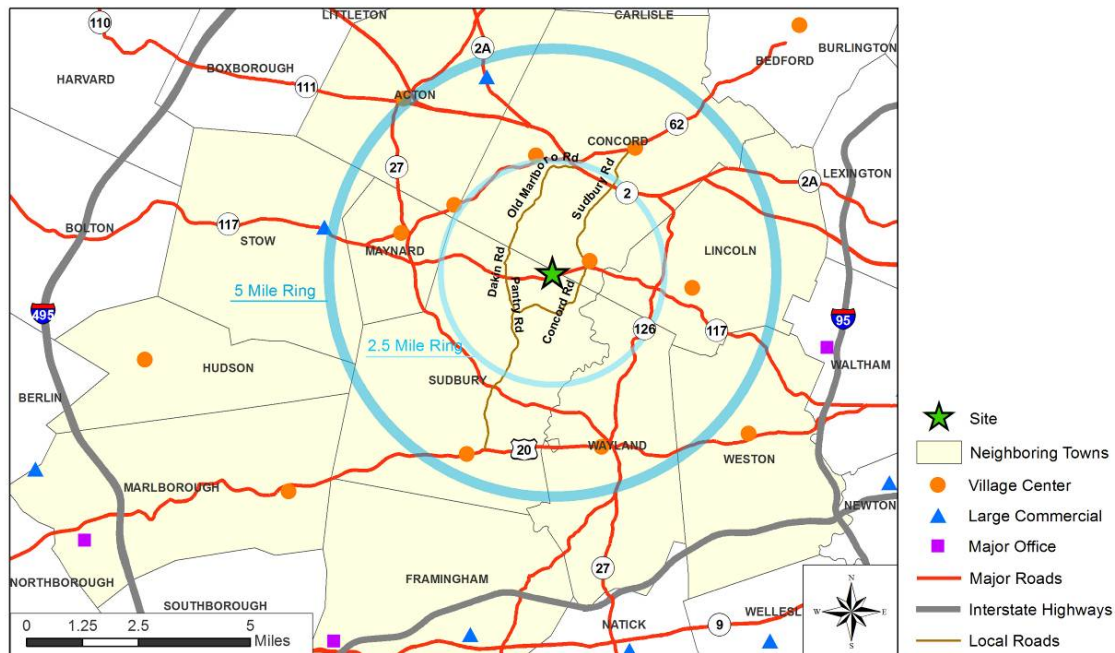 LITTLETON
CARLISLE
110
2A
BURLINGTON
BEDFORD
HARVARD
BOXBOROUGH
111
ACTON
62
CONCORD
Old Marlboro Rd
Sudbury Rd
27
LEXINGTON
2A
2
117
BOLTON
STOW
MAYNARD
LINCOLN
Dakin Rd
Pantry Rd
Concord Rd
5 Mile Ring
495
95
126
117
2.5 Mile Ring
HUDSON
SUDBURY
WALTHAM
BERLIN
20
WAYLAND
WESTON
MARLBOROUGH
NEWTON
27
NORTHBOROUGH
FRAMINGHAM
SOUTHBOROUGH
NATICK
WELLESL
9
0 1.25 2.5 5
Miles
N
W E
S
Site
Neighboring Towns
Village Center
Large Commercial
Major Office
Major Roads
Interstate Highways
Local Roads